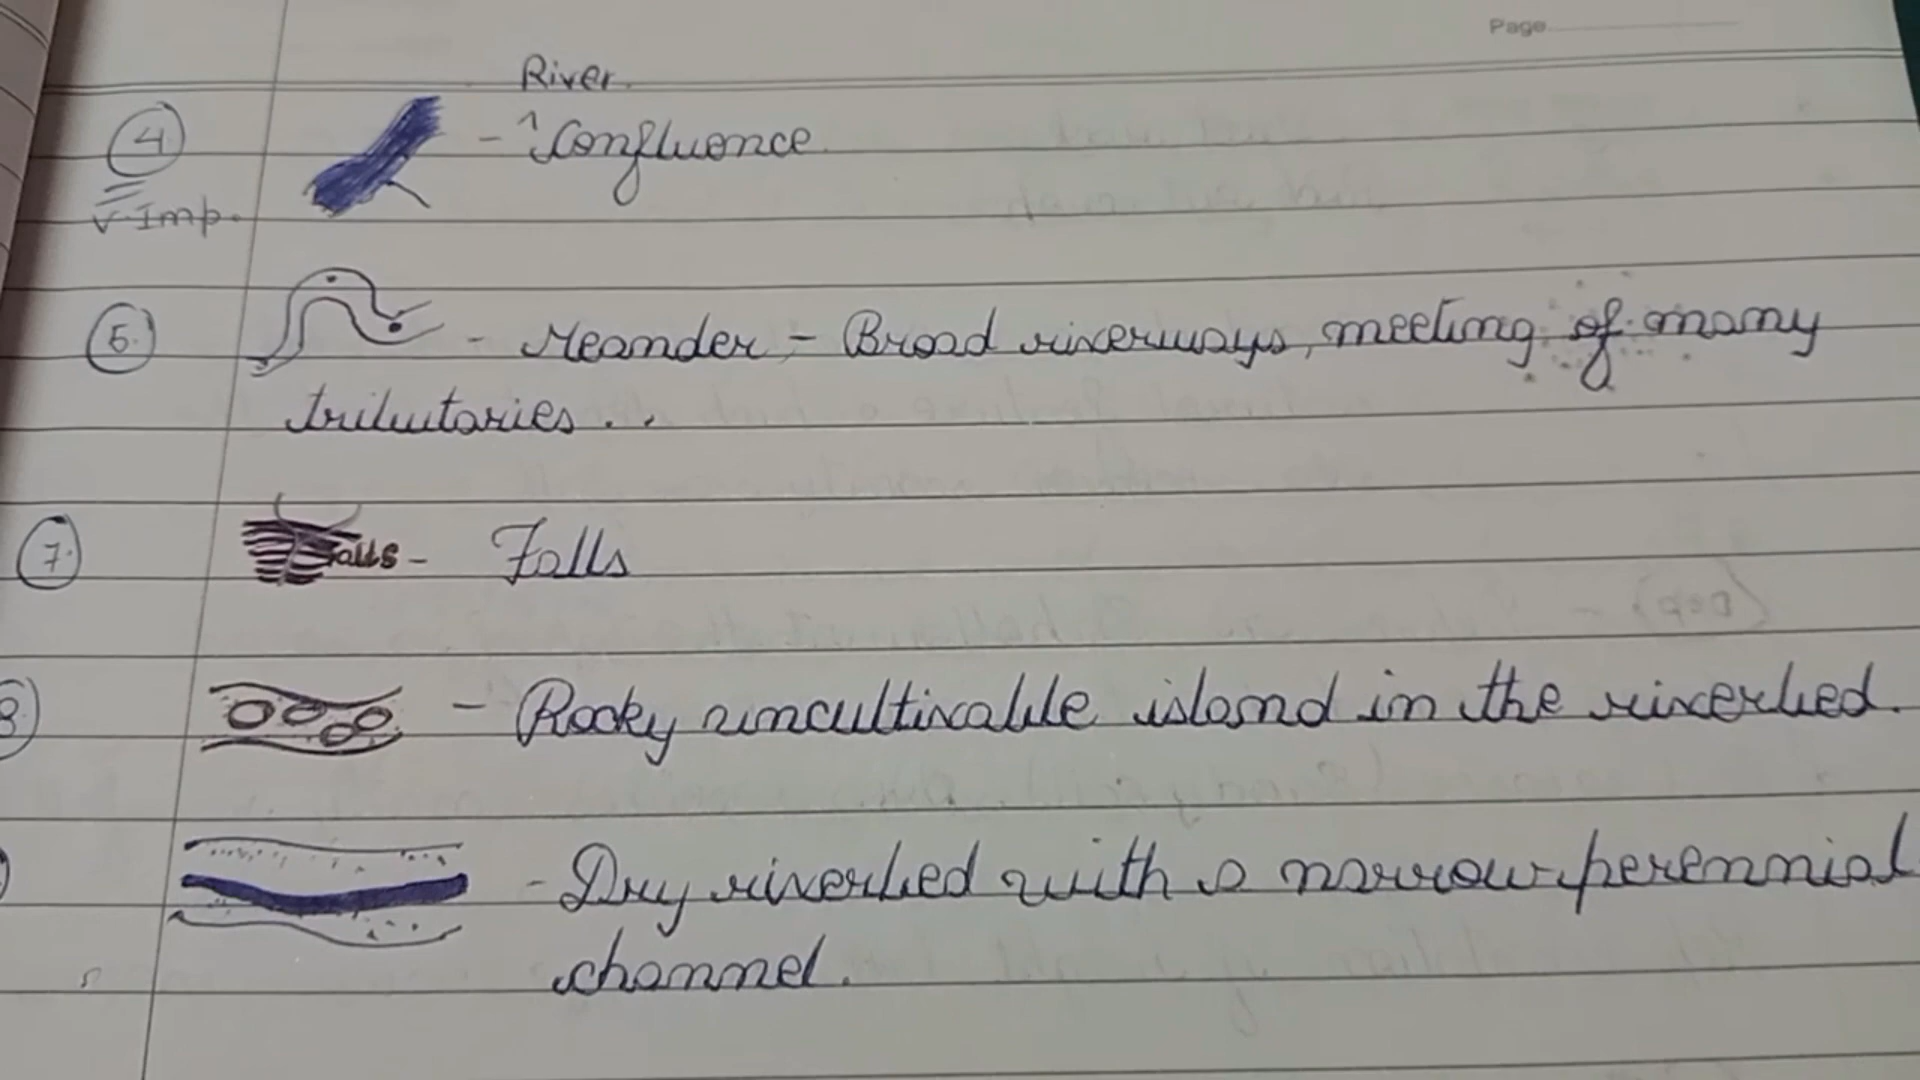 Page
River
4. - ^ Confluence.
v. Imp.
6. - Meander - Broad riverways, meeting of many
tributaries . .
7. Falls - Falls
8 - Rocky uncultivable island in the riverbed.
- Dry riverbed with a narrow perennial
channel.